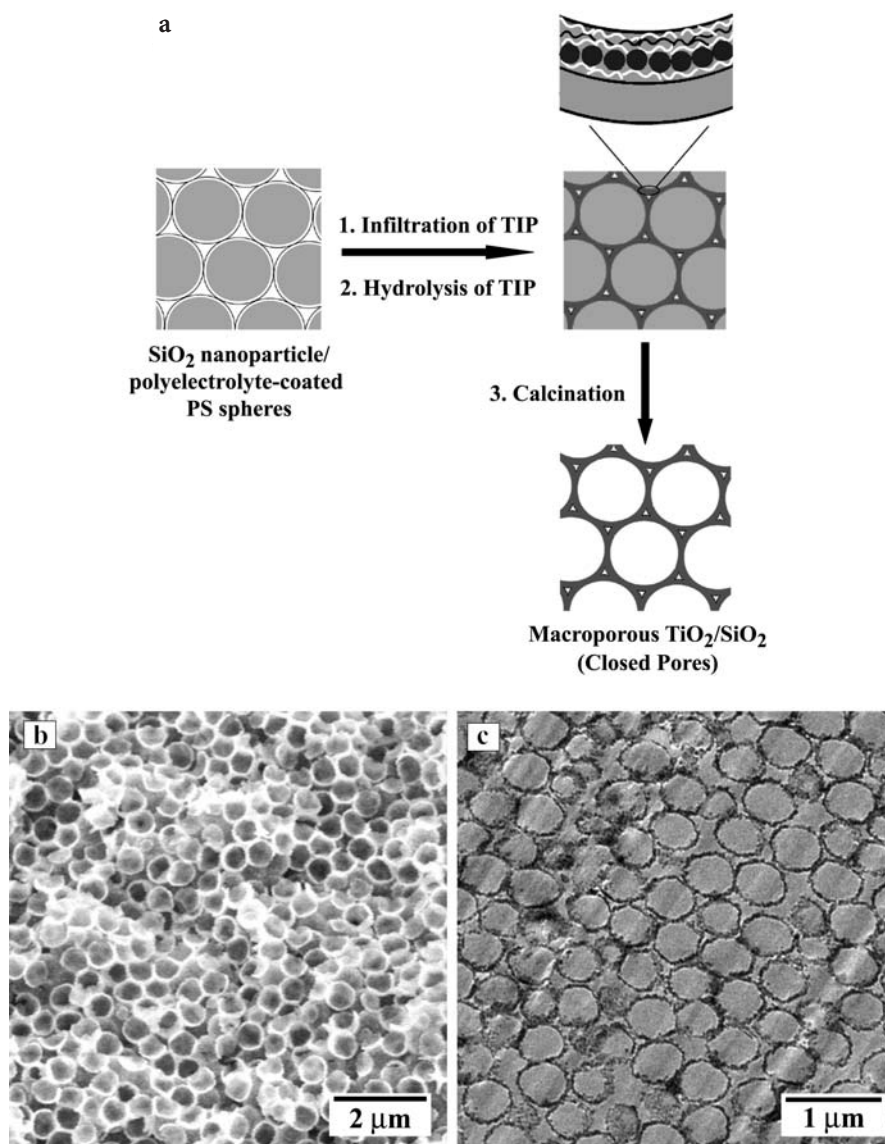 a
1. Infiltration of TIP
2. Hydrolysis of TIP
SiO2 nanoparticle/
polyelectrolyte-coated
PS spheres
3. Calcination
Macroporous TiO2/SiO2
(Closed Pores)
b
2 μm
c
1 μm